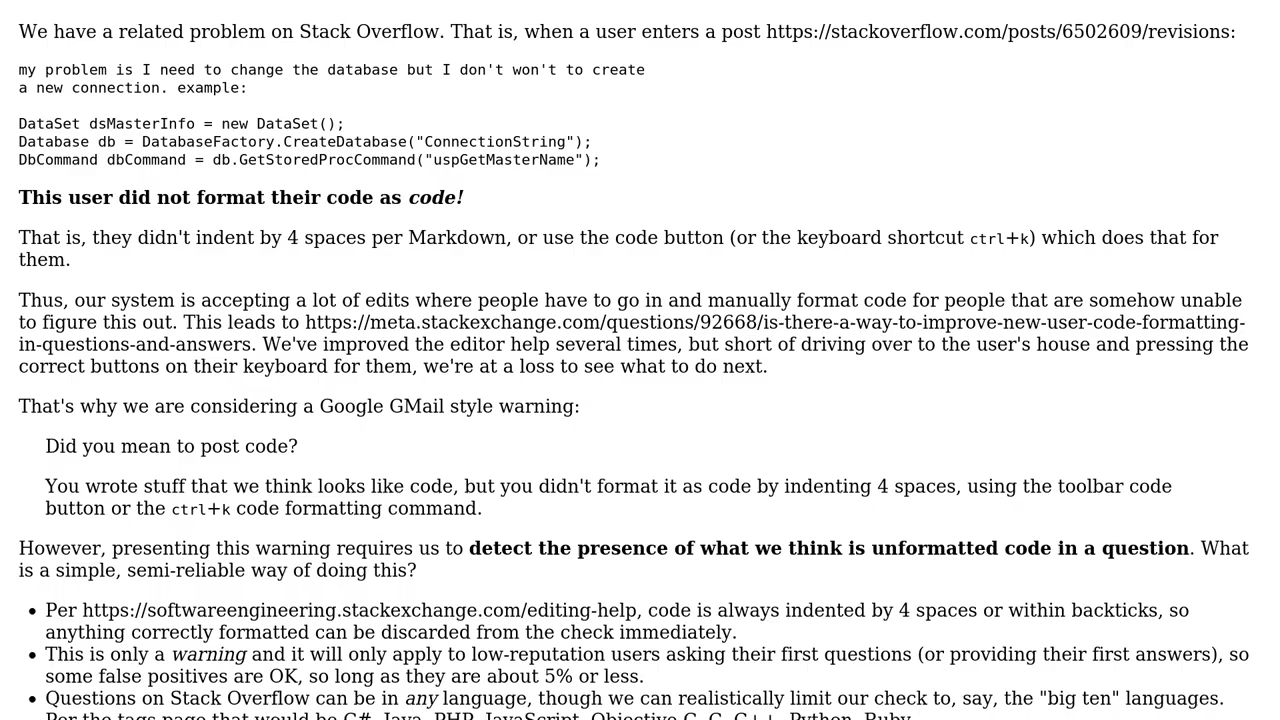 We have a related problem on Stack Overflow. That is, when a user enters a post https://stackoverflow.com/posts/6502609/revisions:
my problem is I need to change the database but I don't won't to create
a new connection. example:
DataSet dsMasterInfo = new DataSet();
Database db = DatabaseFactory.CreateDatabase("ConnectionString");
DbCommand dbCommand = db.GetStoredProcCommand("uspGetMasterName");
This user did not format their code as code!
That is, they didn't indent by 4 spaces per Markdown, or use the code button (or the keyboard shortcut ctrl+k) which does that for
them.
Thus, our system is accepting a lot of edits where people have to go in and manually format code for people that are somehow unable
to figure this out. This leads to https://meta.stackexchange.com/questions/92668/is-there-a-way-to-improve-new-user-code-formatting-
in-questions-and-answers. We've improved the editor help several times, but short of driving over to the user's house and pressing the
correct buttons on their keyboard for them, we're at a loss to see what to do next.
That's why we are considering a Google GMail style warning:
Did you mean to post code?
You wrote stuff that we think looks like code, but you didn't format it as code by indenting 4 spaces, using the toolbar code
button or the ctrl+k code formatting command.
However, presenting this warning requires us to detect the presence of what we think is unformatted code in a question. What
is a simple, semi-reliable way of doing this?
• Per https://softwareengineering.stackexchange.com/editing-help, code is always indented by 4 spaces or within backticks, so
anything correctly formatted can be discarded from the check immediately.
• This is only a warning and it will only apply to low-reputation users asking their first questions (or providing their first answers), so
some false positives are OK, so long as they are about 5% or less.
• Questions on Stack Overflow can be in any language, though we can realistically limit our check to, say, the "big ten" languages.
Per the tags page that would be C#, Java, PHP, JavaScript, Objective-C, C, C++, Python, Ruby.